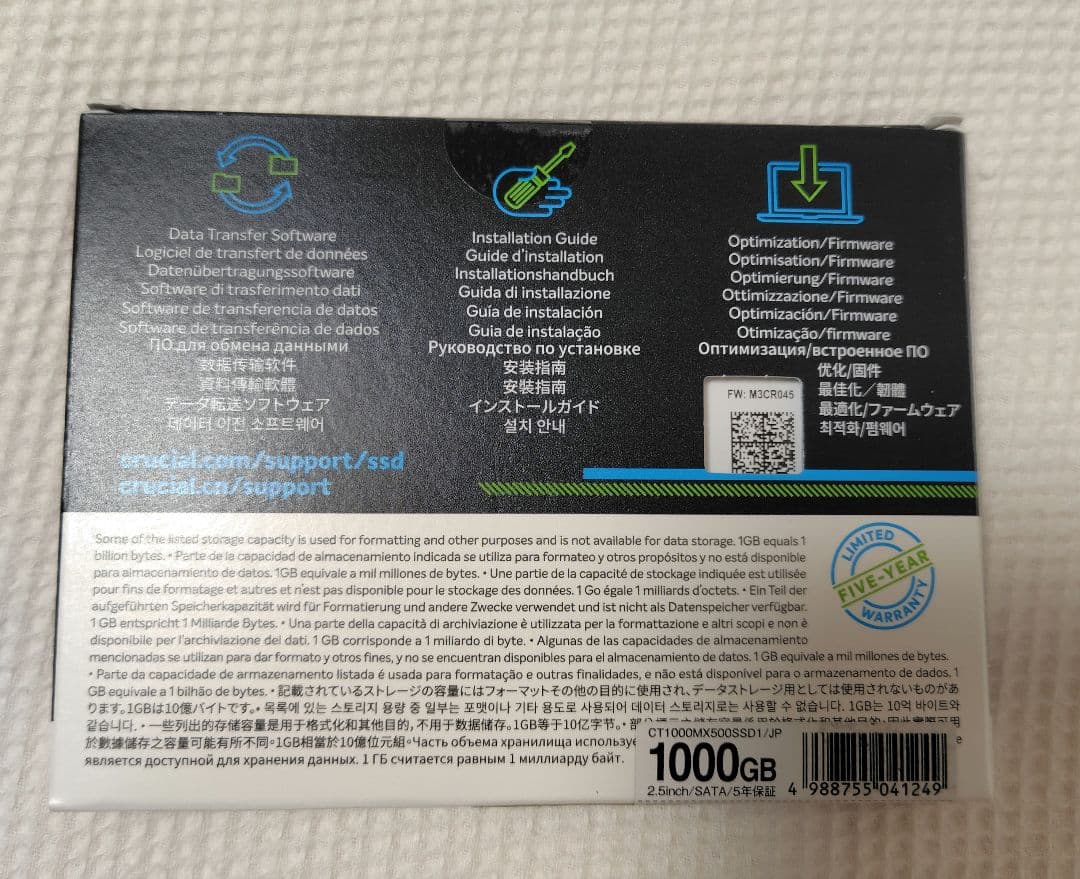 Data Transfer Software
Logiciel de transfert de données
Datenübertragungssoftware
Software di trasferimento dati
Software de transferencia de datos
Software de transferência de dados
ПО для обмена данными
数据传输软件
資料傳輸軟體
データ転送ソフトウェア
데이터 이전 소프트웨어
crucial.com/support/ssd
crucial.cn/support
Installation Guide
Guide d'installation
Installationshandbuch
Guida di installazione
Guía de instalación
Guia de instalação
Руководство по установке
安装指南
安裝指南
インストールガイド
설치 안내
Optimization/Firmware
Optimisation/Firmware
Optimierung/Firmware
Ottimizzazione/Firmware
Optimización/Firmware
Otimização/firmware
Оптимизация/встроенное ПО
优化/固件
最佳化／韌體
最適化/ファームウェア
최적화/펌웨어
FW: M3CR045
Some of the listed storage capacity is used for formatting and other purposes and is not available for data storage. 1GB equals 1
billion bytes. • Parte de la capacidad de almacenamiento indicada se utiliza para formateo y otros propósitos y no está disponible
para almacenamiento de datos. 1GB equivale a mil millones de bytes. • Une partie de la capacité de stockage indiquée est utilisée
pour fins de formatage et autres et n'est pas disponible pour le stockage des données. 1 Go égale 1 milliards d'octets. • Ein Teil der
aufgeführten Speicherkapazität wird für Formatierung und andere Zwecke verwendet und ist nicht als Datenspeicher verfügbar.
1 GB entspricht 1 Milliarde Bytes. • Una parte della capacità di archiviazione è utilizzata per la formattazione e altri scopi e non è
disponibile per l'archiviazione dei dati. 1 GB corrisponde a 1 miliardo di byte. • Algunas de las capacidades de almacenamiento
mencionadas se utilizan para dar formato y otros fines, y no se encuentran disponibles para el almacenamiento de datos. 1 GB equivale a mil millones de bytes.
• Parte da capacidade de armazenamento listada é usada para formatação e outras finalidades, e não está disponível para o armazenamento de dados. 1
GB equivale a 1 bilhão de bytes. • 記載されているストレージの容量にはフォーマットその他の目的に使用され、データストレージ用としては使用されないものがあ
ります。1GBは10億バイトです。• 목록에 있는 스토리지 용량 중 일부는 포맷이나 기타 용도로 사용되어 데이터 스토리지로는 사용할 수 없습니다. 1GB는 10억 바이트와
같습니다. • 一些列出的存储容量是用于格式化和其他目的,不用于数据储存。1GB等于10亿字节。•
於數據儲存之容量可能有所不同。1GB相當於10億位元組。•Часть объема хранилища используе
является доступной для хранения данных. 1 ГБ считается равным 1 миллиарду байт.
LIMITED
FIVE-YEAR
WARRANTY
CT1000MX500SSD1/JP
1000GB
2.5inch/SATA/5年保証
4 988755 041249